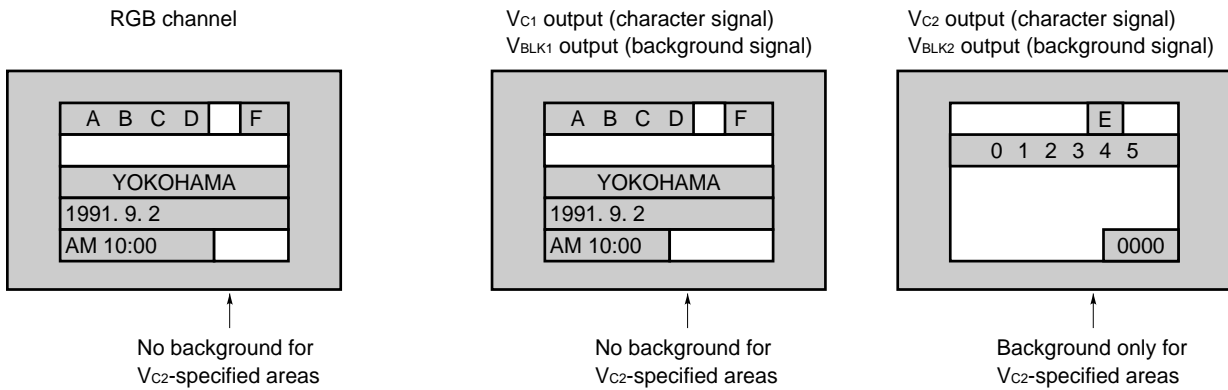 RGB channel
VC1 output (character signal)
VBLK1 output (background signal)
VC2 output (character signal)
VBLK2 output (background signal)
A B C D F
YOKOHAMA
1991. 9. 2
AM 10:00
A B C D F
YOKOHAMA
1991. 9. 2
AM 10:00
E
0 1 2 3 4 5
0000
No background for
VC2-specified areas
No background for
VC2-specified areas
Background only for
VC2-specified areas